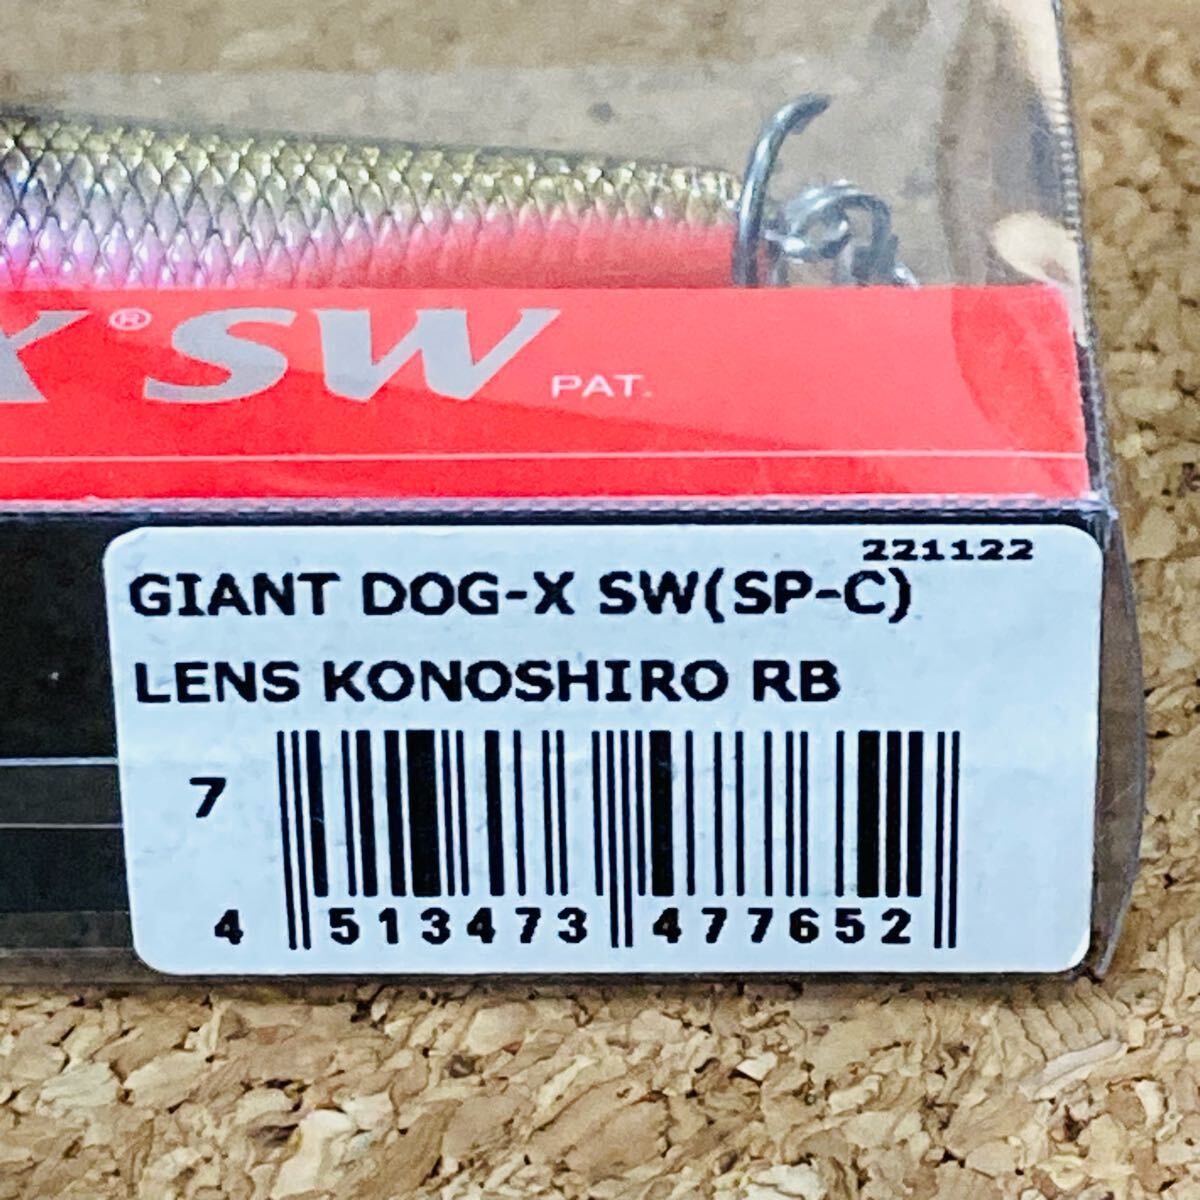 X® SW PAT.
221122
GIANT DOG-X SW(SP-C)
LENS KONOSHIRO RB
7
4 513473 477652